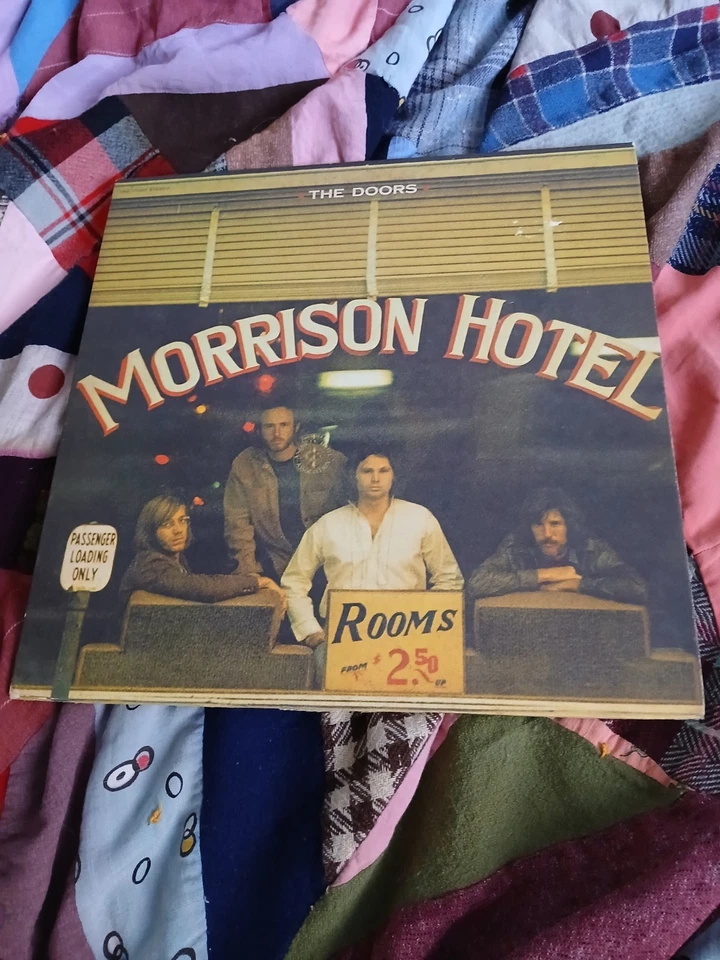 THE DOORS
MORRISON HOTEL
PASSENGER
LOADING
ONLY
ROOMS
FROM $2.50 UP